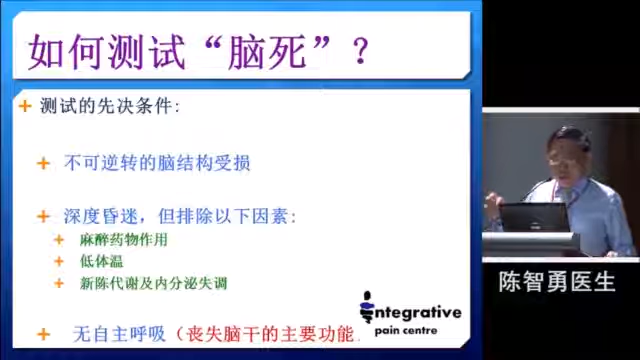 如何测试“脑死”？
测试的先决条件:
不可逆转的脑结构受损
深度昏迷，但排除以下因素:
麻醉药物作用
低体温
新陈代谢及内分泌失调
无自主呼吸（丧失脑干的主要功能
integrative
pain centre
陈智勇医生